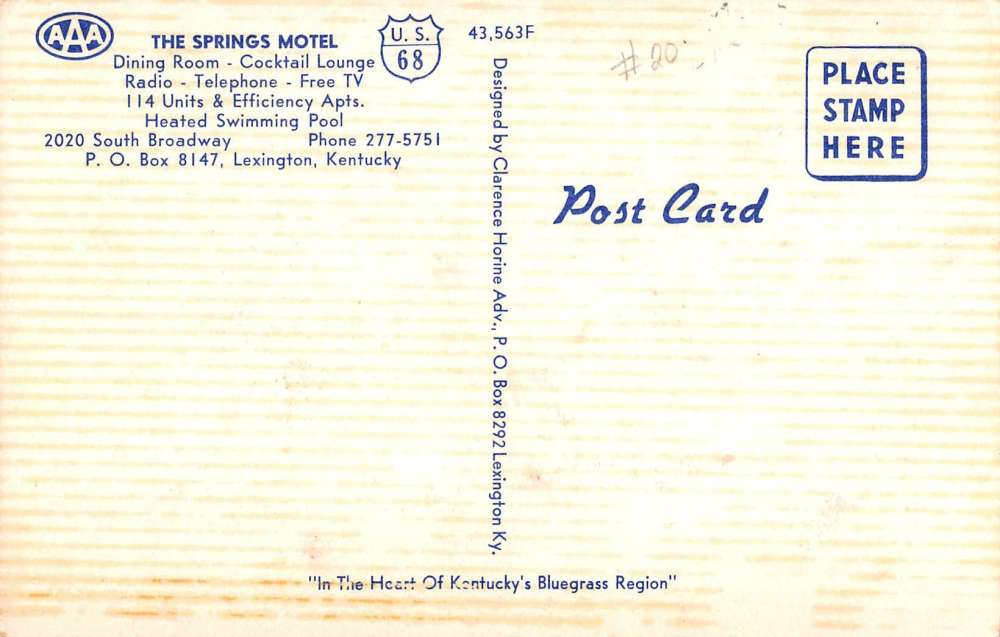 AAA
THE SPRINGS MOTEL
Dining Room - Cocktail Lounge
Radio - Telephone - Free TV
114 Units & Efficiency Apts.
Heated Swimming Pool
2020 South Broadway Phone 277-5751
P. O. Box 8147, Lexington, Kentucky
U. S.
68
43,563F
#20
Designed by Clarence Horine Adv., P. O. Box 8292 Lexington Ky.
PLACE
STAMP
HERE
Post Card
"In The Heart Of Kentucky's Bluegrass Region"